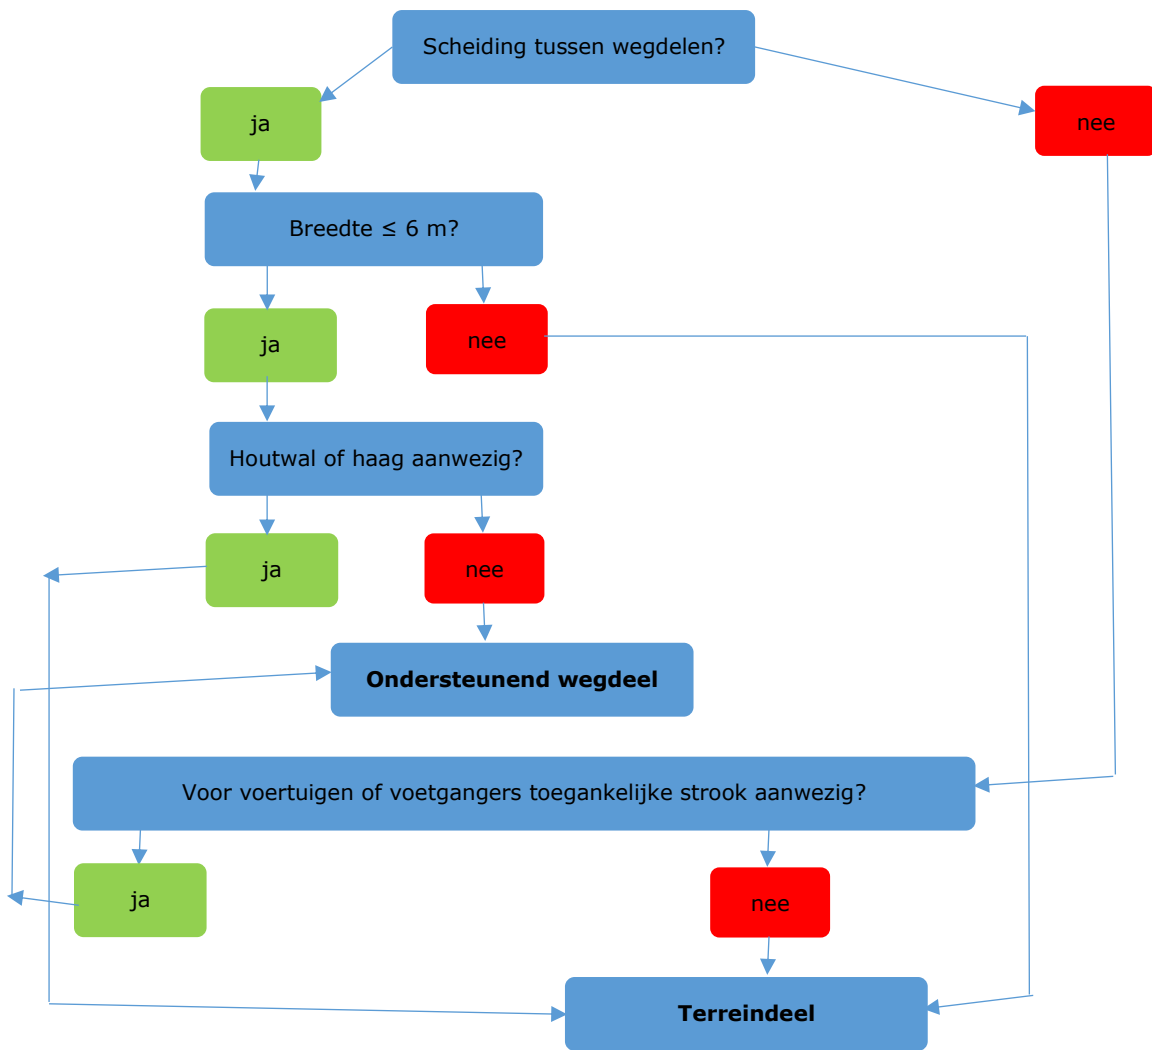 Scheiding tussen wegdelen?
ja
nee
Breedte ≤ 6 m?
ja
nee
Houtwal of haag aanwezig?
ja
nee
Ondersteunend wegdeel
Voor voertuigen of voetgangers toegankelijke strook aanwezig?
ja
nee
Terreindeel